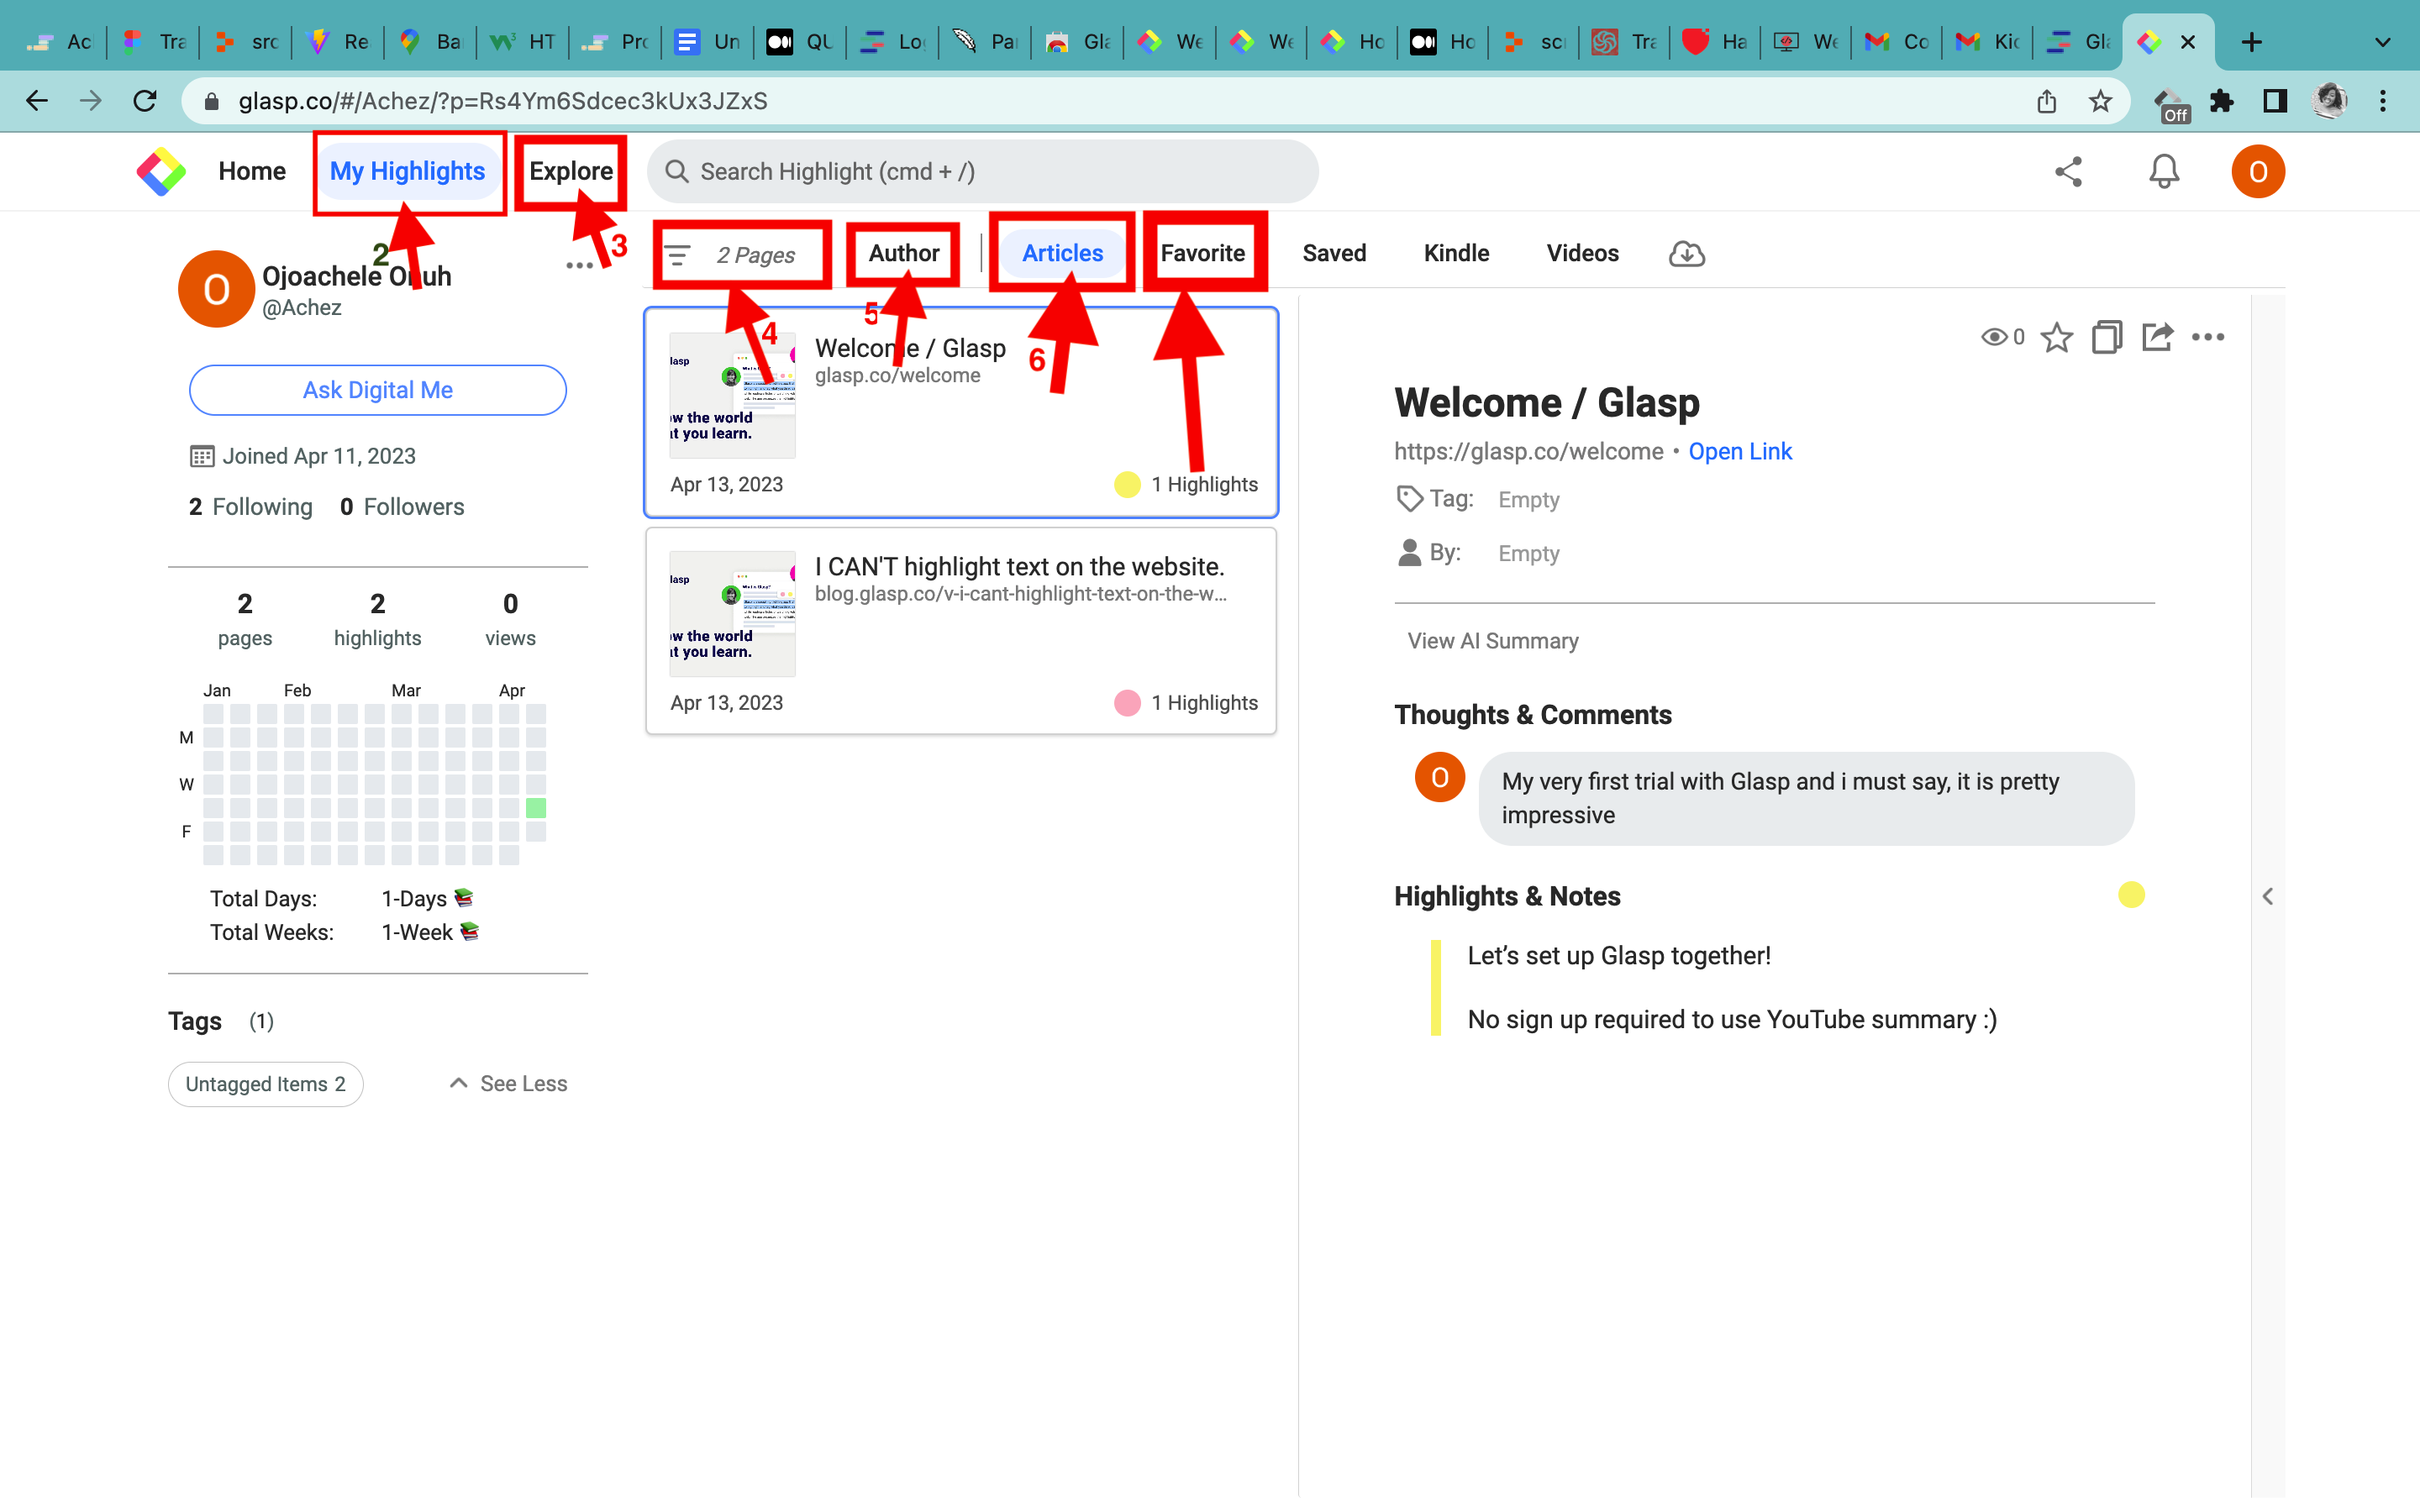 Ac Tra src Re Ba HT Pro Un QU Lo Pa Gla We We Ho Ho sc Tra Ha We Co Kic Gla
glasp.co/#/Achez/?p=Rs4Ym6Sdcec3kUx3JZxS
Off
Home My Highlights Explore Search Highlight (cmd + /) O
2 3
2 Pages Author Articles Favorite Saved Kindle Videos
4 5 6
O Ojoachele Onuh
@Achez
Ask Digital Me
Joined Apr 11, 2023
2 Following 0 Followers
2 2 0
pages highlights views
Jan Feb Mar Apr
M
W
F
Total Days: 1-Days
Total Weeks: 1-Week
Tags (1)
Untagged Items 2 See Less
Welcome / Glasp
glasp.co/welcome
lasp
w the world
t you learn.
Apr 13, 2023 1 Highlights
I CAN'T highlight text on the website.
blog.glasp.co/v-i-cant-highlight-text-on-the-w...
lasp
w the world
t you learn.
Apr 13, 2023 1 Highlights
0
Welcome / Glasp
https://glasp.co/welcome • Open Link
Tag: Empty
By: Empty
View AI Summary
Thoughts & Comments
O
My very first trial with Glasp and i must say, it is pretty
impressive
Highlights & Notes
Let’s set up Glasp together!
No sign up required to use YouTube summary :)